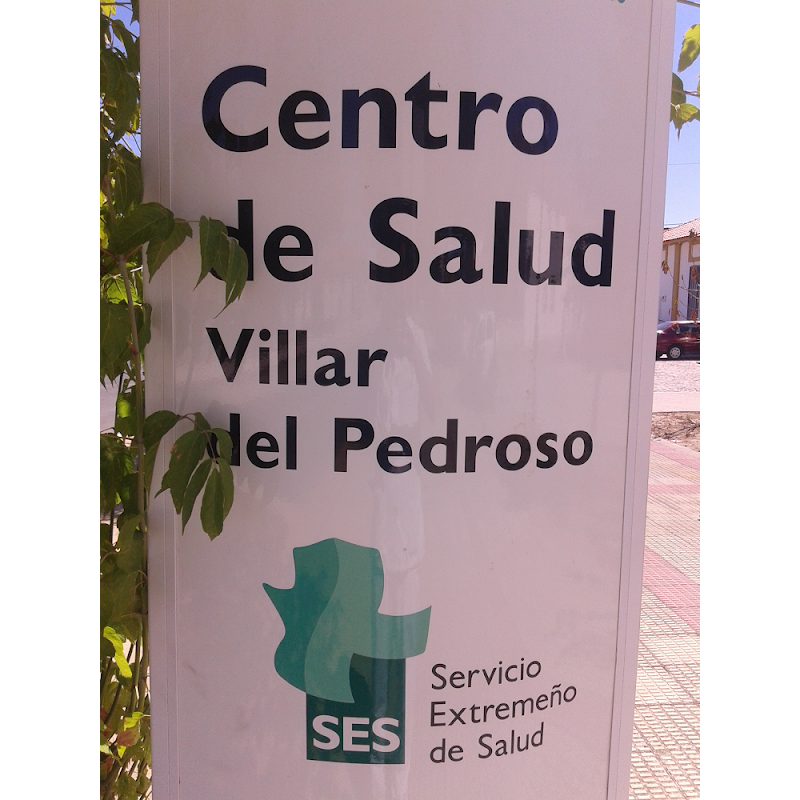 Centro
de Salud
Villar
del Pedroso
SES
Servicio
Extremeño
de Salud